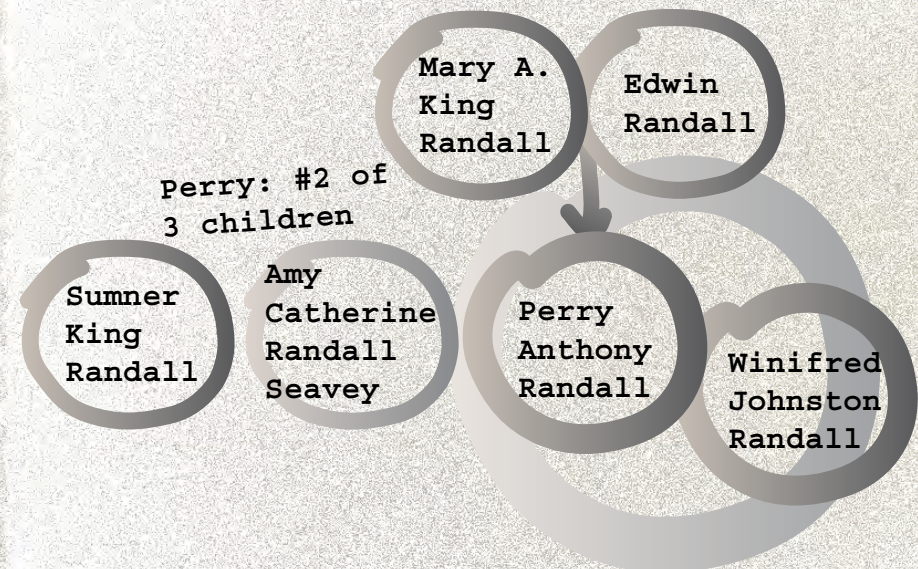 Mary A.
King
Randall
Edwin
Randall
Perry: #2 of
3 children
Sumner
King
Randall
Amy
Catherine
Randall
Seavey
Perry
Anthony
Randall
Winifred
Johnston
Randall